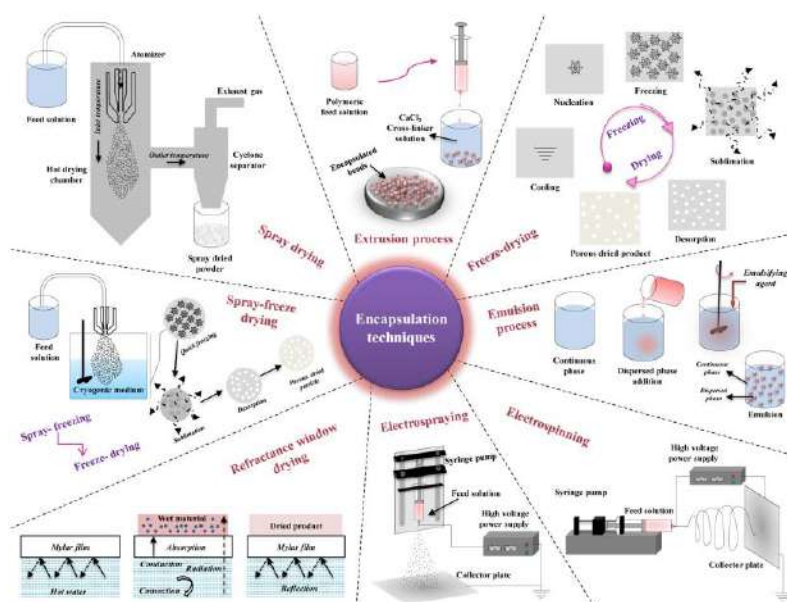 Atomizer
Feed solution
Inlet temperature
Hot drying
chamber
Outlet temperature
Exhaust gas
Cyclone
separator
Spray dried
powder
Spray drying
Polymeric
feed solution
CaCl₂
Cross-linker
solution
Encapsulated
beads
Extrusion process
Nucleation
Freezing
Freezing
Drying
Sublimation
Cooling
Desorption
Porous dried product
Freeze-drying
Encapsulation
techniques
Spray-freeze
drying
Feed
solution
Cryogenic medium
Quick freezing
Sublimation
Desorption
Porous dried
particle
Spray- freezing
Freeze- drying
Emulsion
process
Continuous
phase
Dispersed phase
addition
Emulsifying
agent
Continuous
phase
Dispersed
phase
Emulsion
Refractance window
drying
Wet material
Dried product
Mylar film
Absorption
Mylar film
Conduction
Radiation
Hot water
Convection
Reflection
Electrospraying
Syringe pump
Feed solution
High voltage
power supply
Collector plate
Electrospinning
High voltage
power supply
Syringe pump
Feed solution
Collector plate